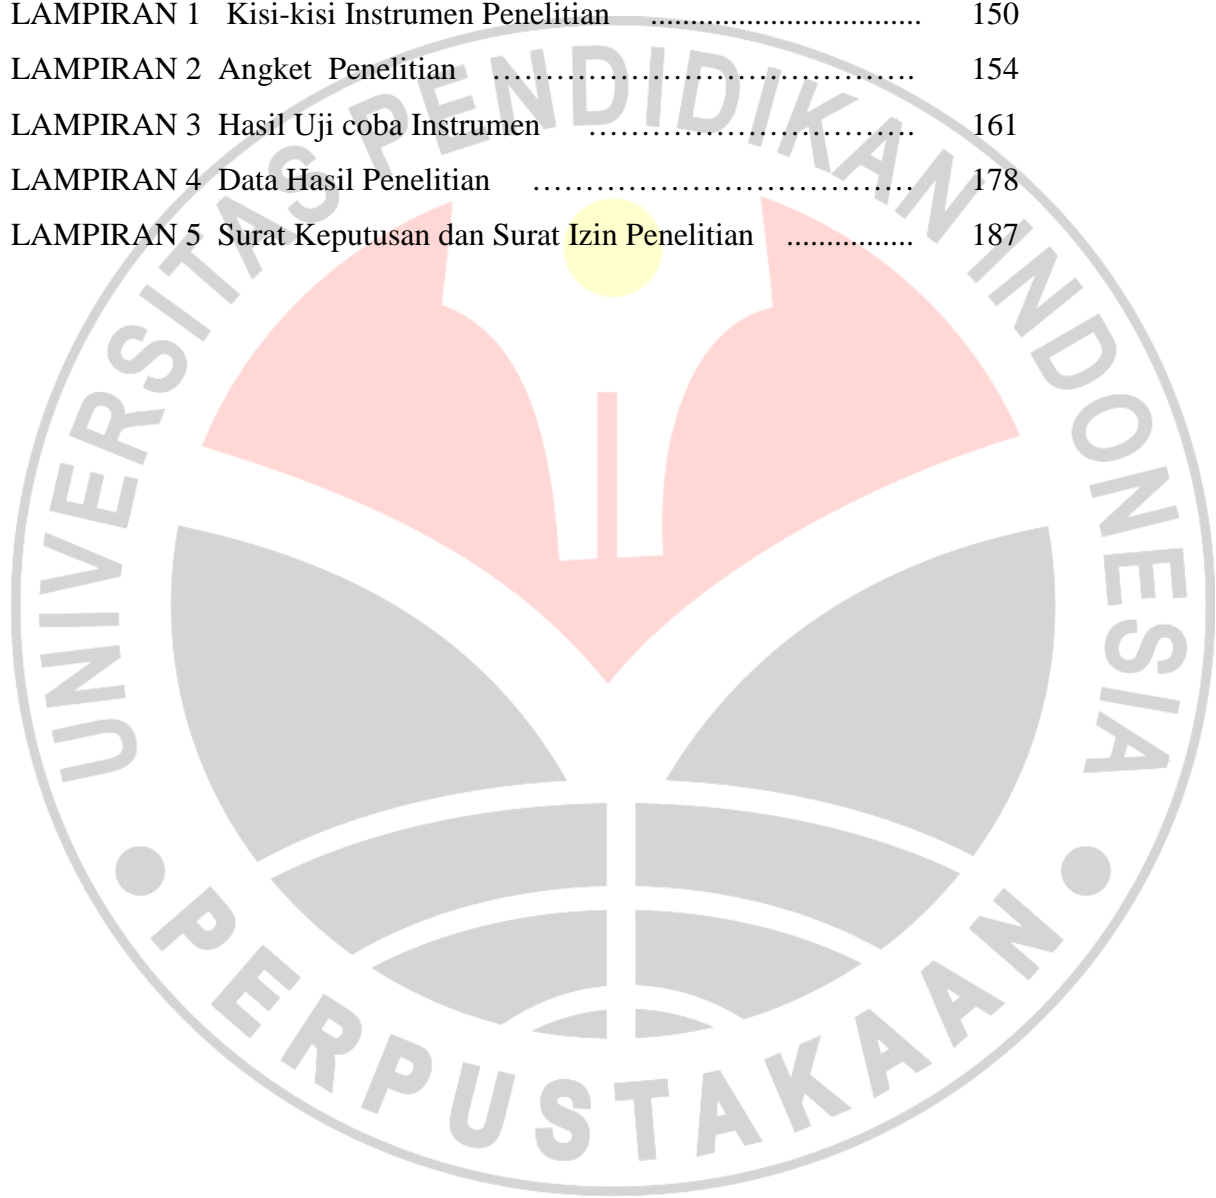 LAMPIRAN 1 Kisi-kisi Instrumen Penelitian .................................. 150
LAMPIRAN 2 Angket Penelitian …………………………………. 154
LAMPIRAN 3 Hasil Uji coba Instrumen …………………………. 161
LAMPIRAN 4 Data Hasil Penelitian ……………………………… 178
LAMPIRAN 5 Surat Keputusan dan Surat Izin Penelitian ................ 187
UNIVERSITAS PENDIDIKAN INDONESIA
PERPUSTAKAAN